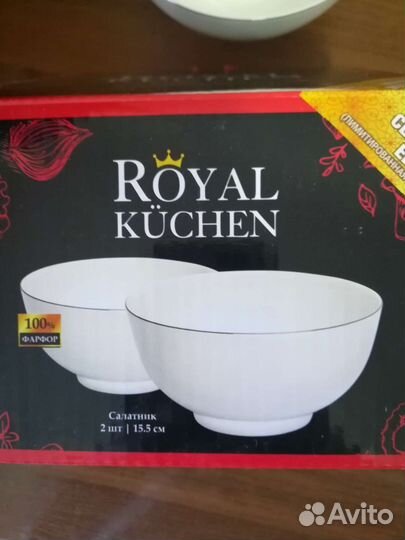 (ЛИМИТИРОВАННАЯ
ROYAL
KÜCHEN
100%
ФАРФОР
Салатник
2 шт | 15.5 см
Avito